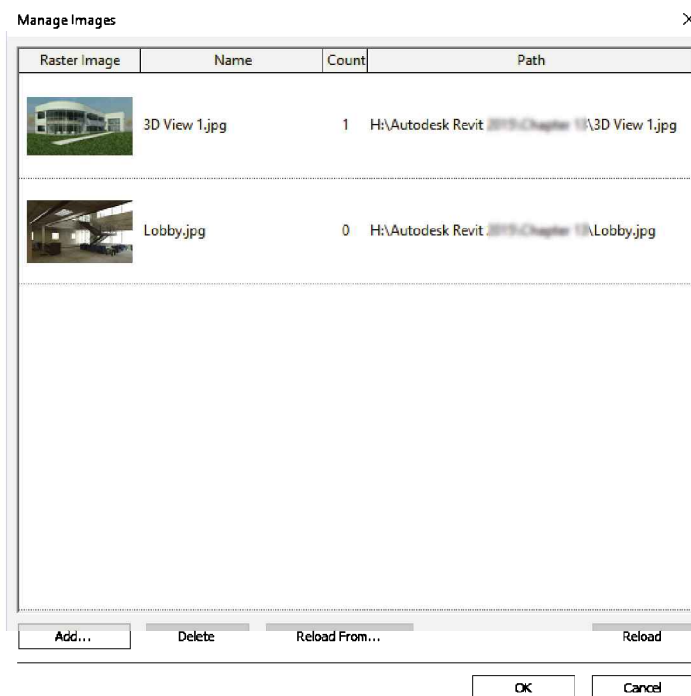 Manage Images
Raster Image Name Count Path
3D View 1.jpg 1 H:\Autodesk Revit \3D View 1.jpg
Lobby.jpg 0 H:\Autodesk Revit \Lobby.jpg
Add... Delete Reload From... Reload
OK Cancel